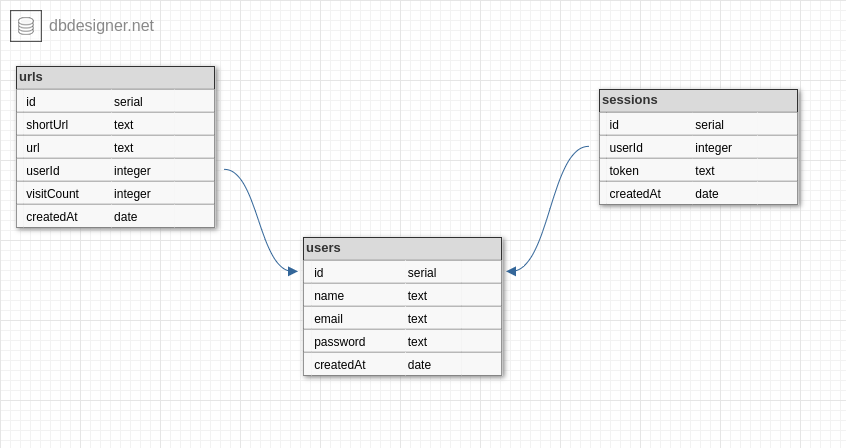 dbdesigner.net
urls
id serial
shortUrl text
url text
userId integer
visitCount integer
createdAt date
sessions
id serial
userId integer
token text
createdAt date
users
id serial
name text
email text
password text
createdAt date